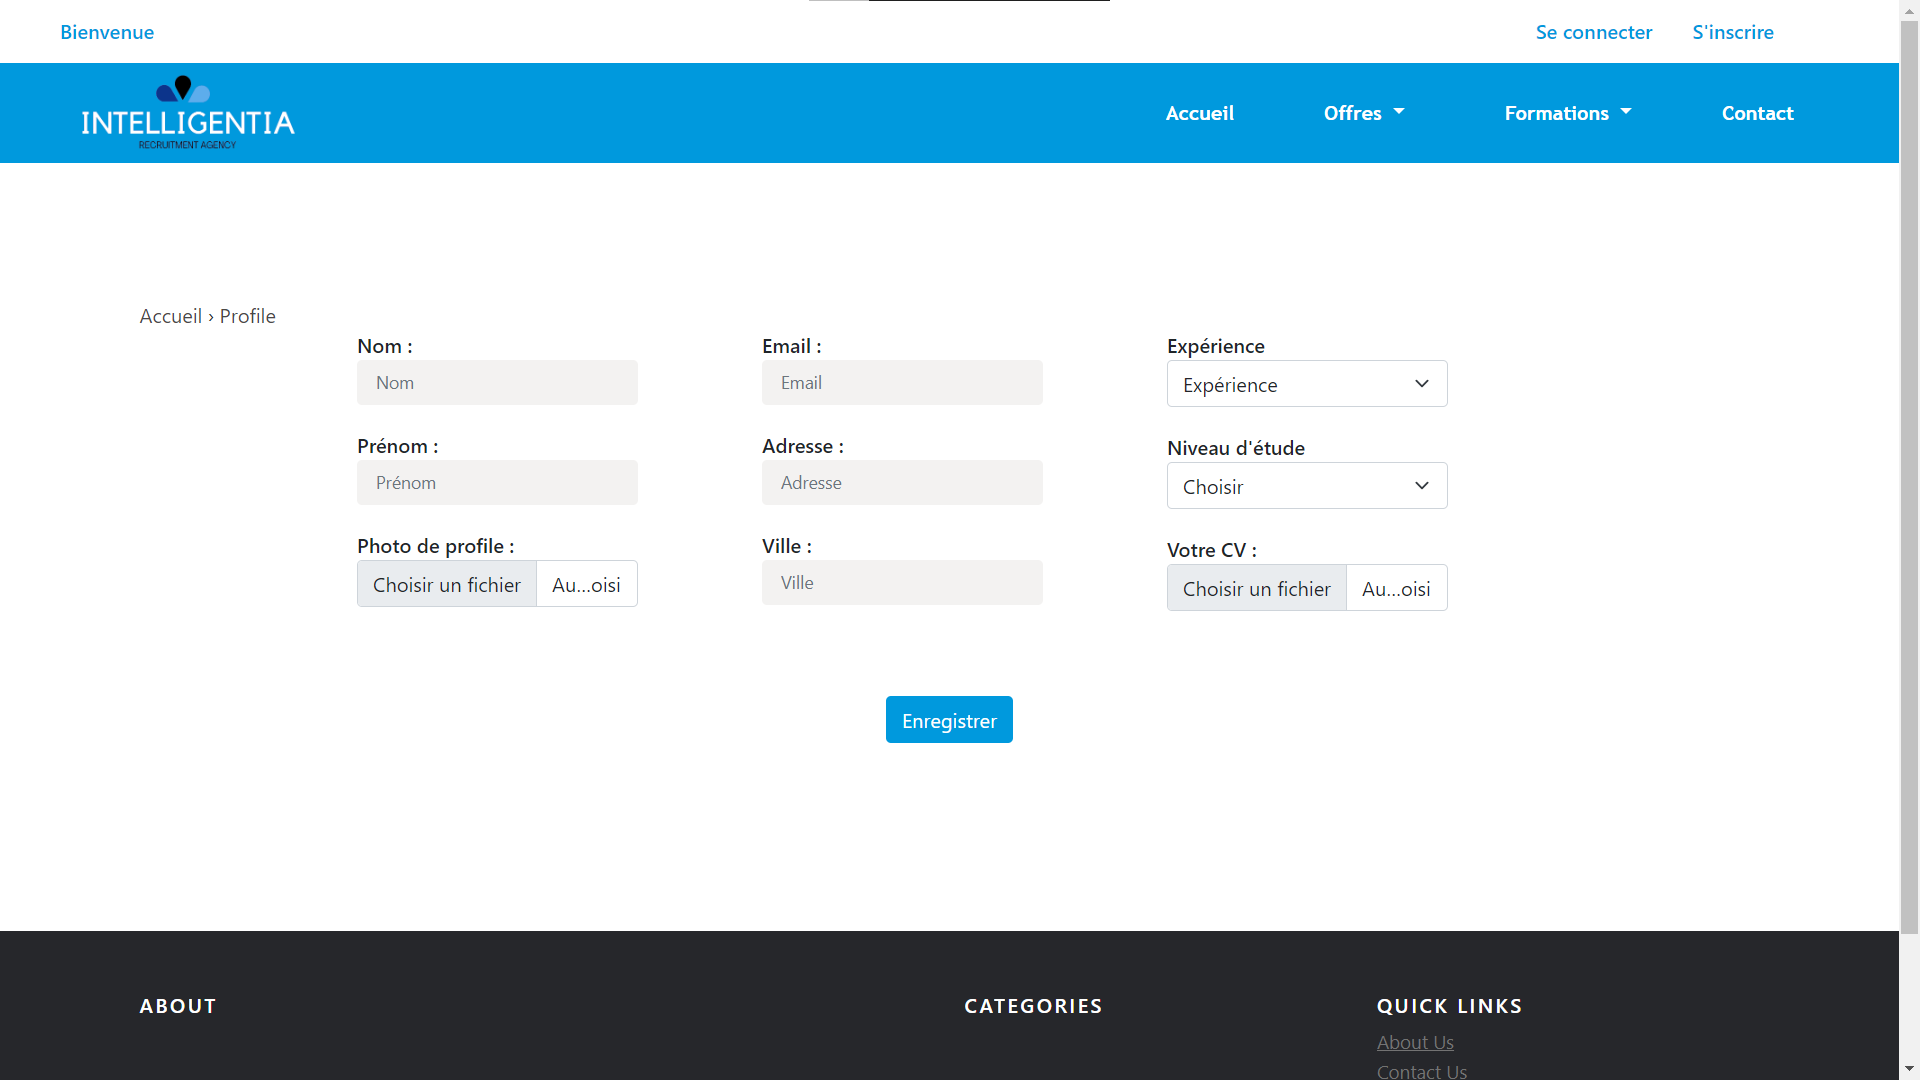 Bienvenue
Se connecter
S'inscrire
INTELLIGENTIA
RECRUITMENT AGENCY
Accueil
Offres
Formations
Contact
Accueil › Profile
Nom :
Nom
Prénom :
Prénom
Photo de profile :
Choisir un fichier
Au...oisi
Email :
Email
Adresse :
Adresse
Ville :
Ville
Expérience
Expérience
Niveau d'étude
Choisir
Votre CV :
Choisir un fichier
Au...oisi
Enregistrer
ABOUT
CATEGORIES
QUICK LINKS
About Us
Contact Us